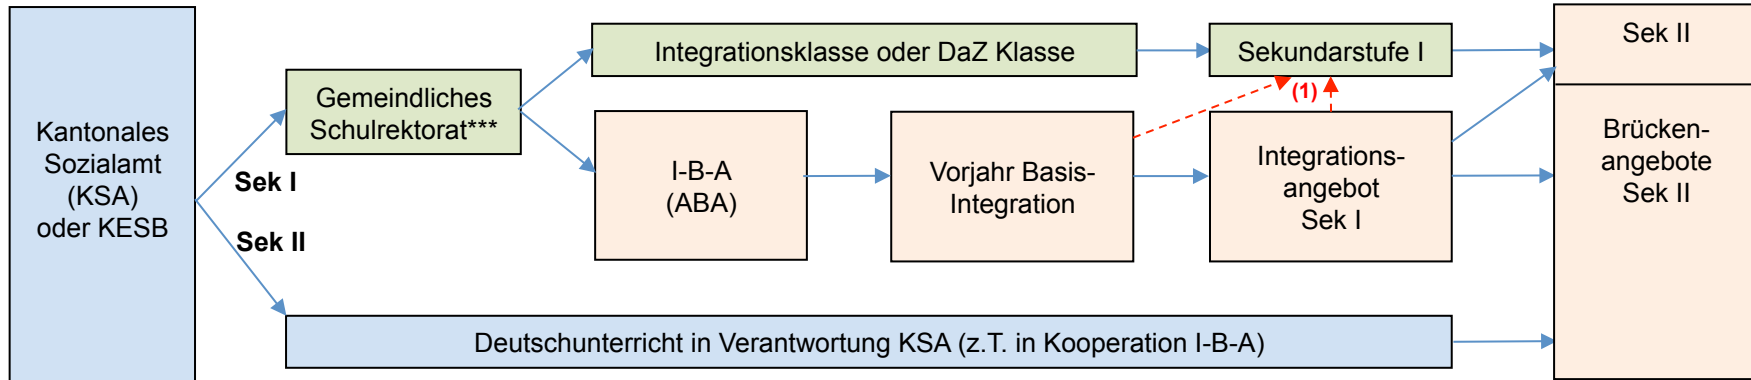 Kantonales
Sozialamt
(KSA)
oder KESB
Sek I
Sek II
Gemeindliches
Schulrektorat***
Integrationsklasse oder DaZ Klasse
Sekundarstufe I
(1)
I-B-A
(ABA)
Vorjahr Basis-
Integration
Integrations-
angebot
Sek I
Deutschunterricht in Verantwortung KSA (z.T. in Kooperation I-B-A)
Sek II
Brücken-
angebote
Sek II